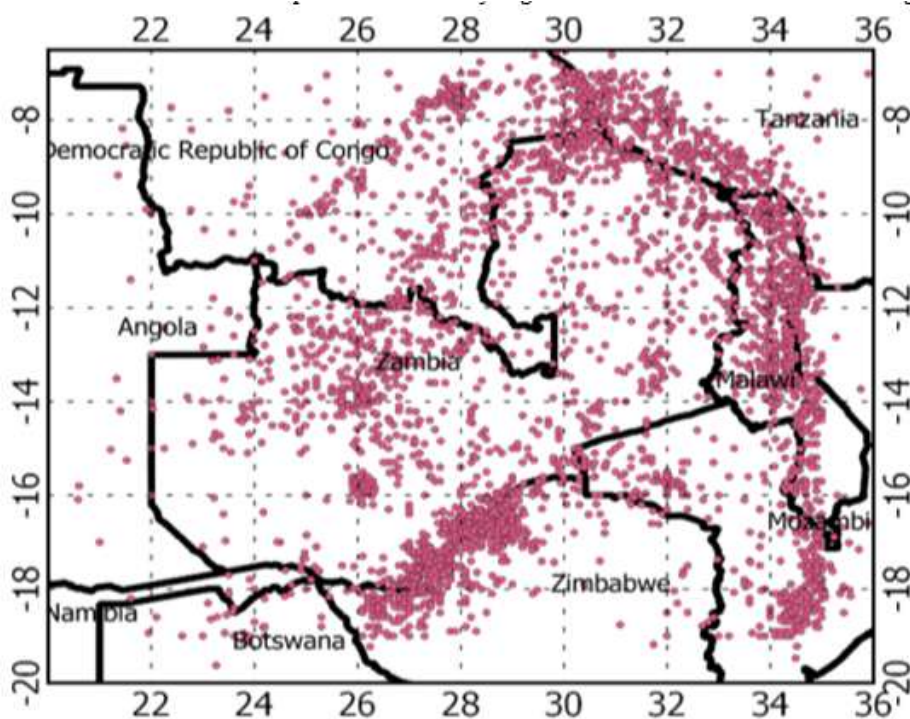 22 24 26 28 30 32 34 36
-8 -8
Tanzania
Democratic Republic of Congo
-10 -10
-12 -12
Angola
Zambia
Malawi
-14 -14
-16 -16
Mozambi
Zimbabwe
-18 -18
Namibia
Botswana
-20 -20
22 24 26 28 30 32 34 36